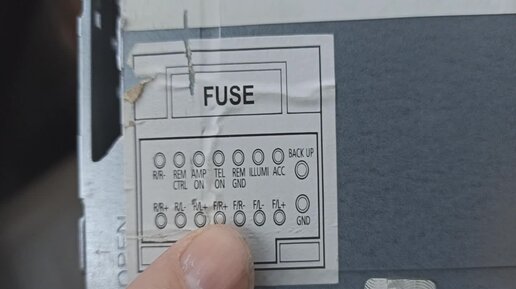 FUSE
BACK UP
R/R- REM CTRL AMP ON TEL ON REM GND ILLUMI ACC
R/R+ R/L- R/L+ F/R+ F/R- F/L- F/L+
GND
OPEN